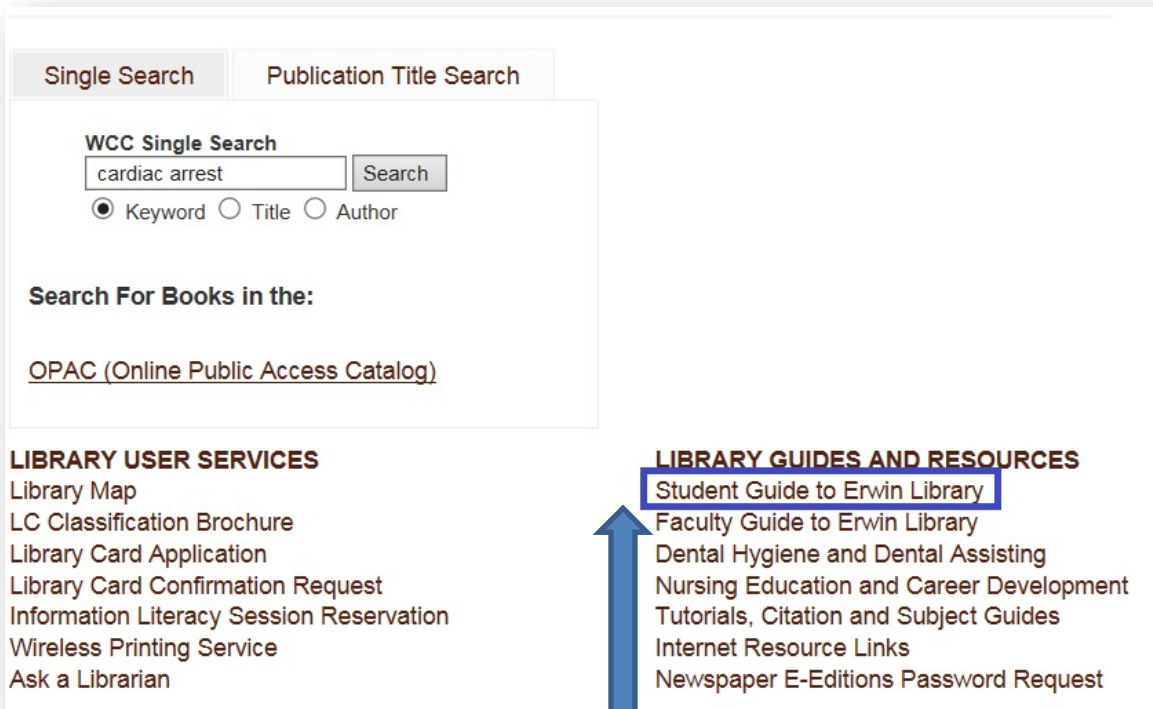 Single Search
Publication Title Search
WCC Single Search
cardiac arrest
Search
Keyword Title Author
Search For Books in the:
OPAC (Online Public Access Catalog)
LIBRARY USER SERVICES
Library Map
LC Classification Brochure
Library Card Application
Library Card Confirmation Request
Information Literacy Session Reservation
Wireless Printing Service
Ask a Librarian
LIBRARY GUIDES AND RESOURCES
Student Guide to Erwin Library
Faculty Guide to Erwin Library
Dental Hygiene and Dental Assisting
Nursing Education and Career Development
Tutorials, Citation and Subject Guides
Internet Resource Links
Newspaper E-Editions Password Request